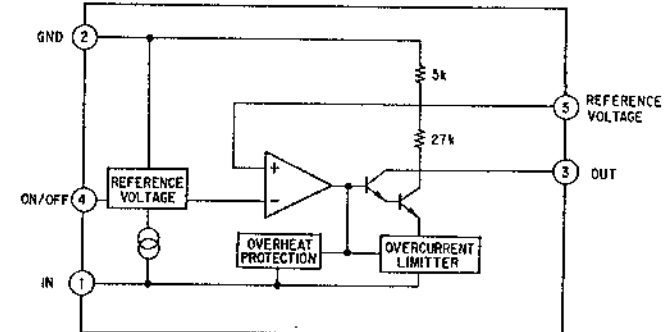 GND 2
5k
5 REFERENCE
VOLTAGE
27k
+
3 OUT
ON/OFF 4
REFERENCE
VOLTAGE
-
OVERHEAT
PROTECTION
OVERCURRENT
LIMITTER
IN 1